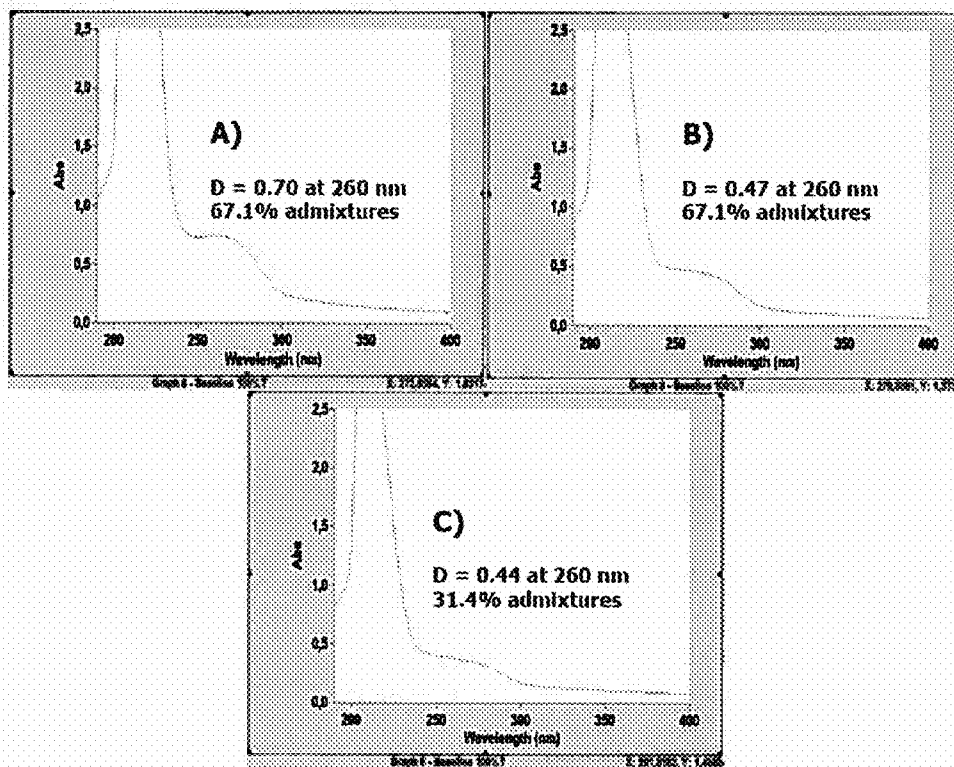 2,5
2,0
1,5
1,0
0,5
0,0
Abs
A)
D = 0.70 at 260 nm
67.1% admixtures
200 250 300 350 400
Wavelength (nm)
2,5
2,0
1,5
1,0
0,5
0,0
Abs
B)
D = 0.47 at 260 nm
67.1% admixtures
200 250 300 350 400
Wavelength (nm)
2,5
2,0
1,5
1,0
0,5
0,0
Abs
C)
D = 0.44 at 260 nm
31.4% admixtures
200 250 300 350 400
Wavelength (nm)